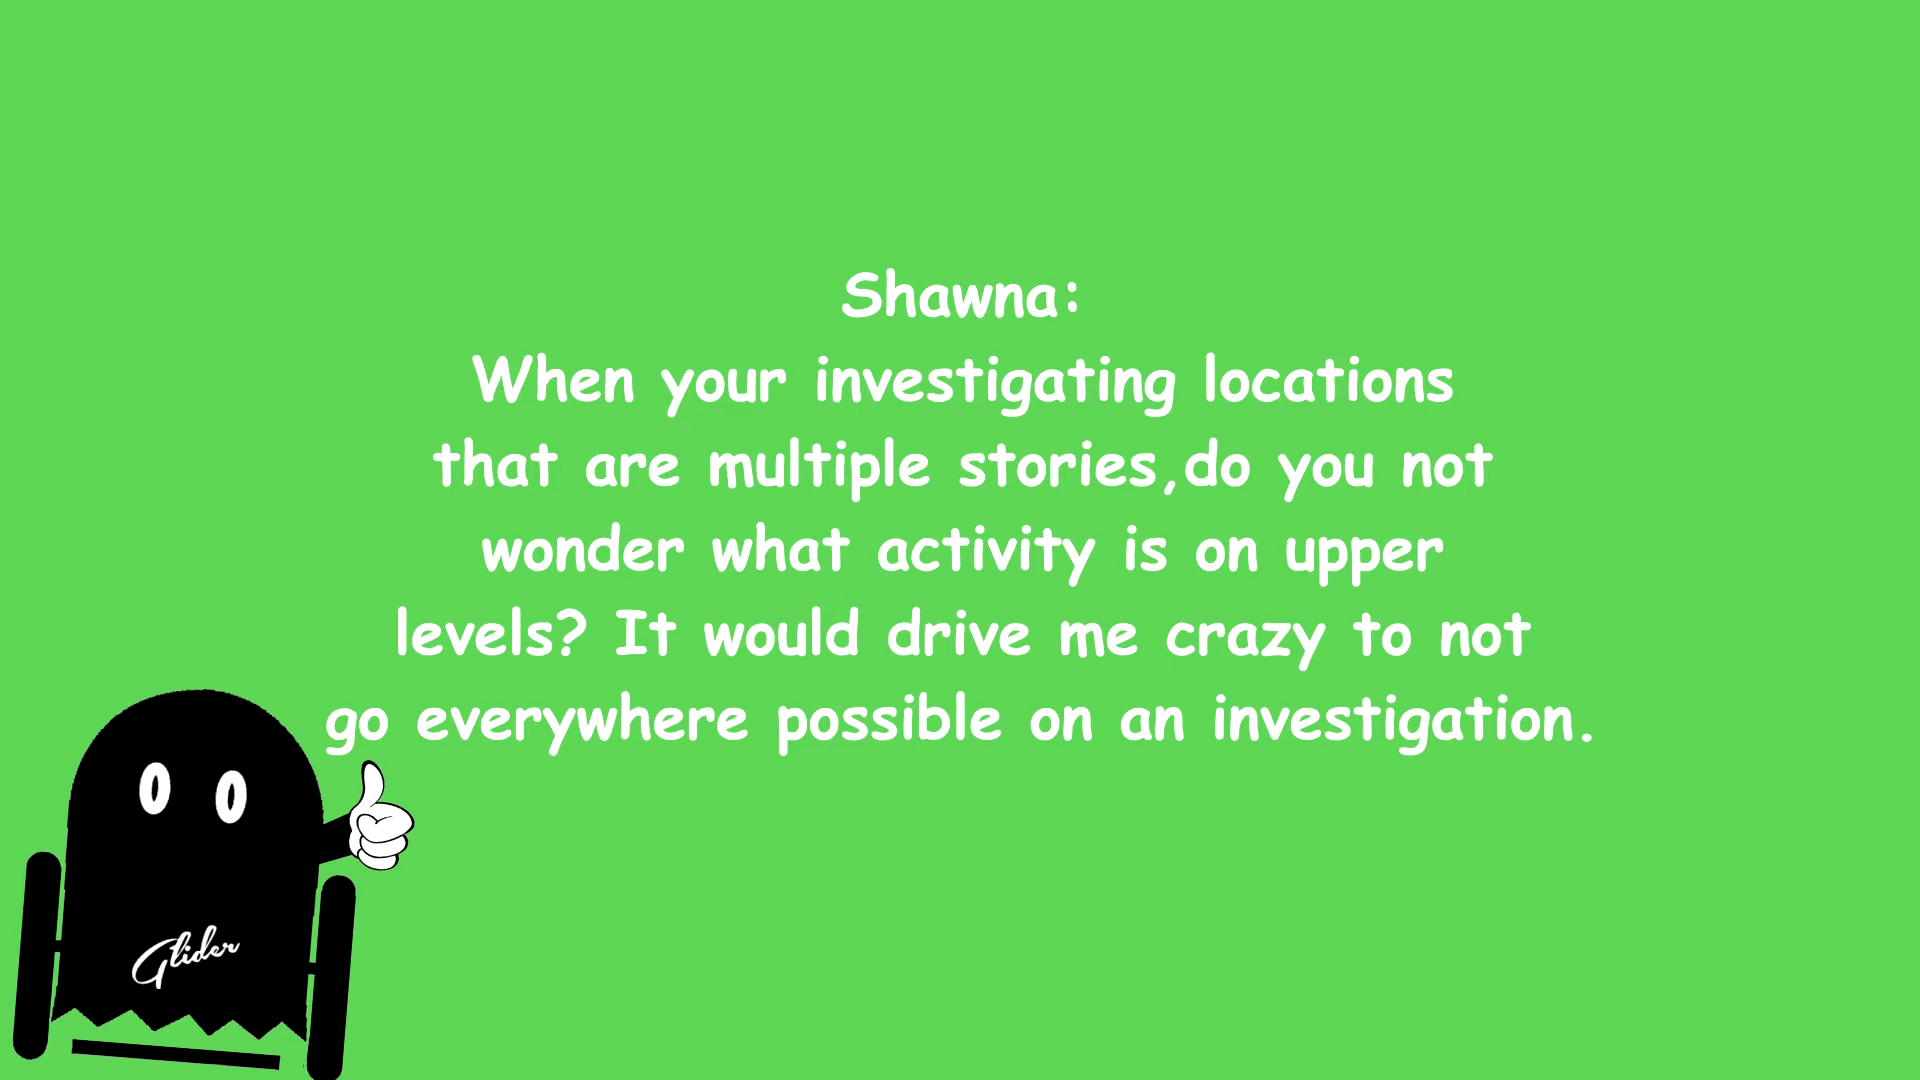 Shawna:
When your investigating locations
that are multiple stories,do you not
wonder what activity is on upper
levels? It would drive me crazy to not
go everywhere possible on an investigation.
Glider